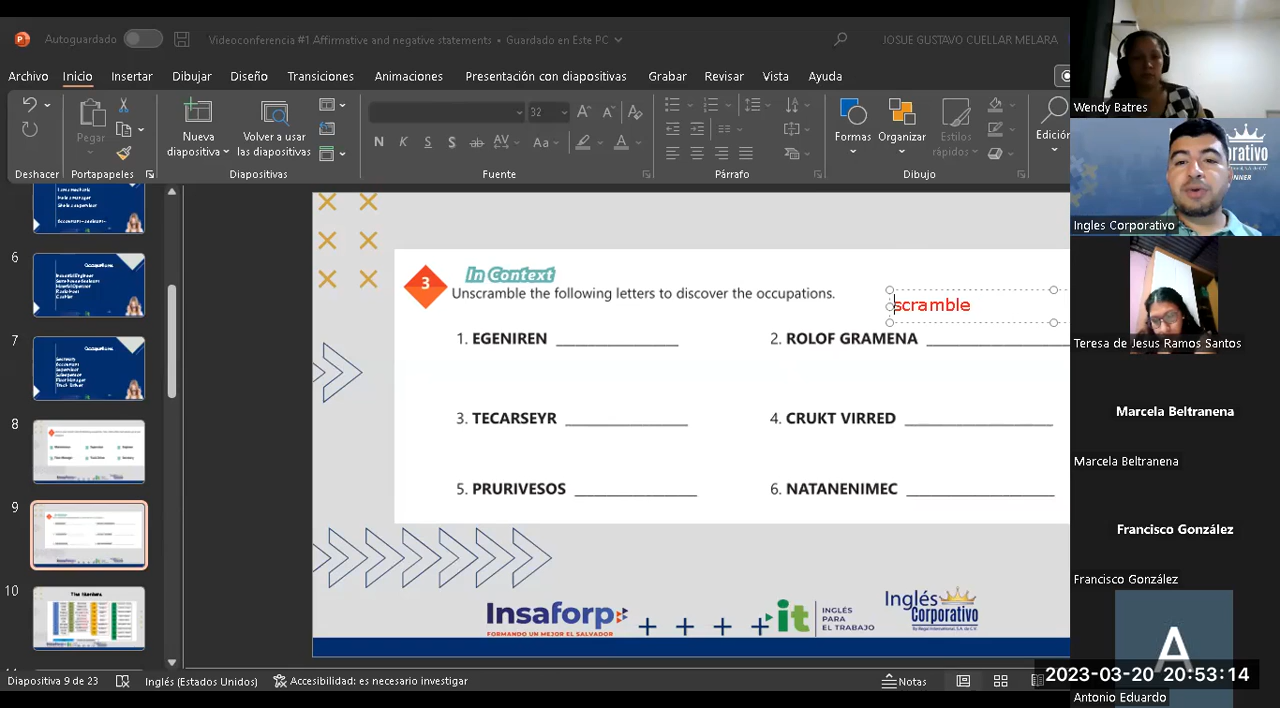 Autoguardado
Videoconferencia #1 Affirmative and negative statements • Guardado en Este PC
JOSUE GUSTAVO CUELLAR MELARA
Archivo Inicio Insertar Dibujar Diseño Transiciones Animaciones Presentación con diapositivas Grabar Revisar Vista Ayuda
Pegar
Nueva diapositiva
Volver a usar las diapositivas
32
N K S S ab AV Aa A
Formas
Organizar
Estilos rápidos
Edición
Deshacer Portapapeles Diapositivas Fuente Párrafo Dibujo
6
7
8
9
10
The Numbers
3
In Context
Unscramble the following letters to discover the occupations.
scramble
1. EGENIREN
2. ROLOF GRAMENA
3. TECARSEYR
4. CRUKT VIRRED
5. PRURIVESOS
6. NATANENIMEC
Insaforp
FORMANDO UN MEJOR EL SALVADOR
it
INGLÉS
PARA
EL TRABAJO
Inglés
Corporativo
Diapositiva 9 de 23 Inglés (Estados Unidos) Accesibilidad: es necesario investigar Notas
Wendy Batres
Ingles Corporativo
Teresa de Jesus Ramos Santos
Marcela Beltranena
Marcela Beltranena
Francisco González
Francisco González
A
2023-03-20 20:53:14
Antonio Eduardo